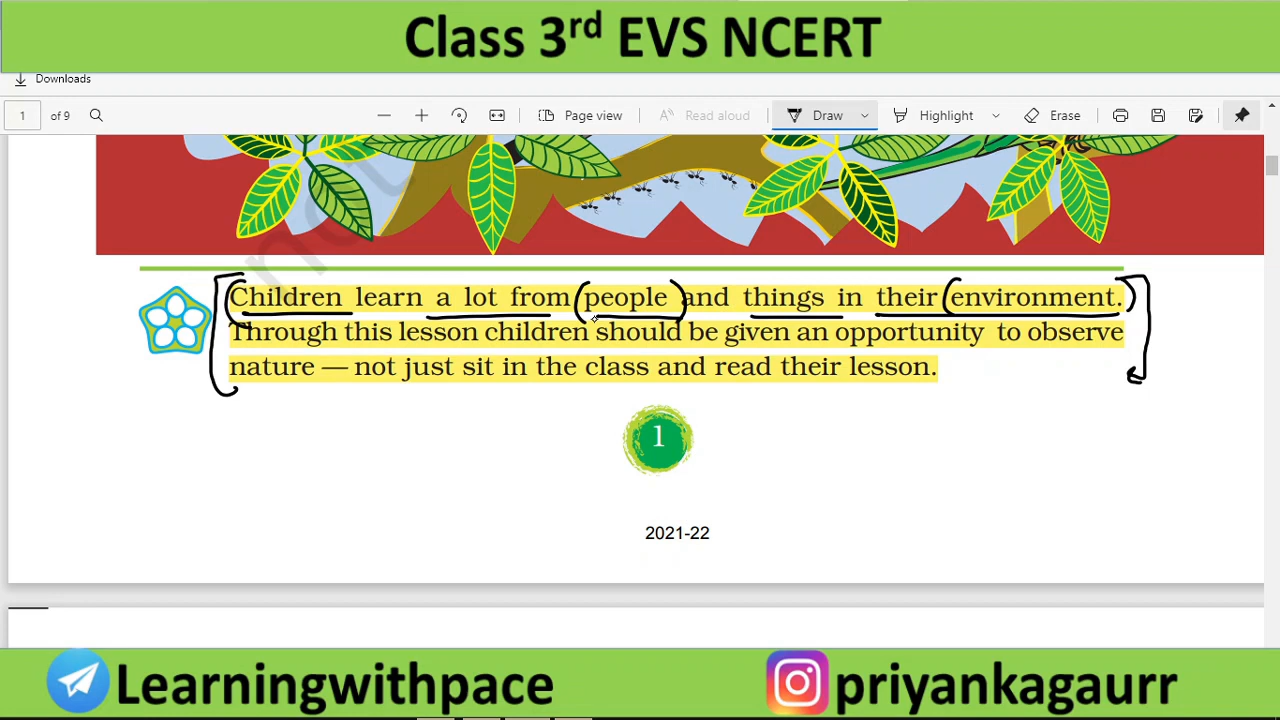 Class 3rd EVS NCERT
Downloads
1 of 9 Page view Read aloud Draw Highlight Erase
Children learn a lot from people and things in their environment.
Through this lesson children should be given an opportunity to observe
nature — not just sit in the class and read their lesson.
1
2021-22
Learningwithpace priyankagaurr